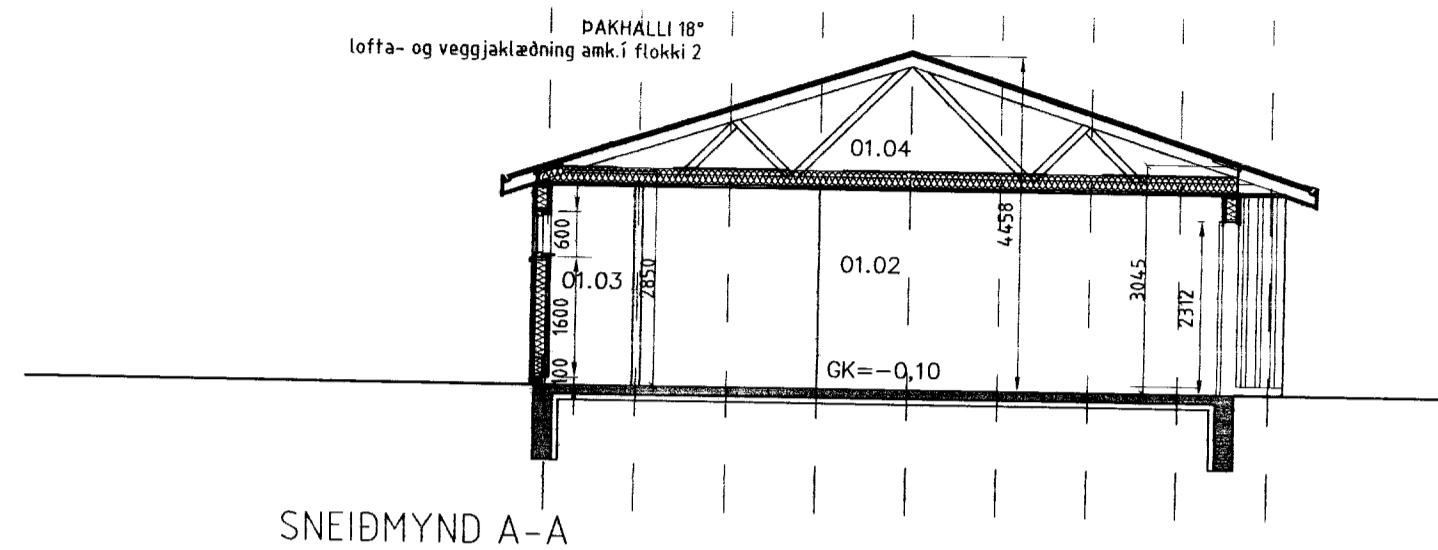 ÞAKHALLI 18°
lofta- og veggjaklæðning amk.í flokki 2
01.04
600
4458
01.03
2850
01.02
3045
2312
1600
100
GK=-0,10
SNEIÐMYND A-A